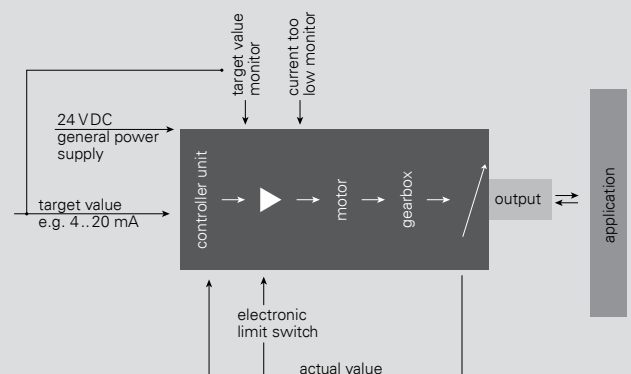 target value
monitor
current too
low monitor
24 V DC
general power
supply
target value
e.g. 4..20 mA
controller unit
motor
gearbox
output
application
electronic
limit switch
actual value